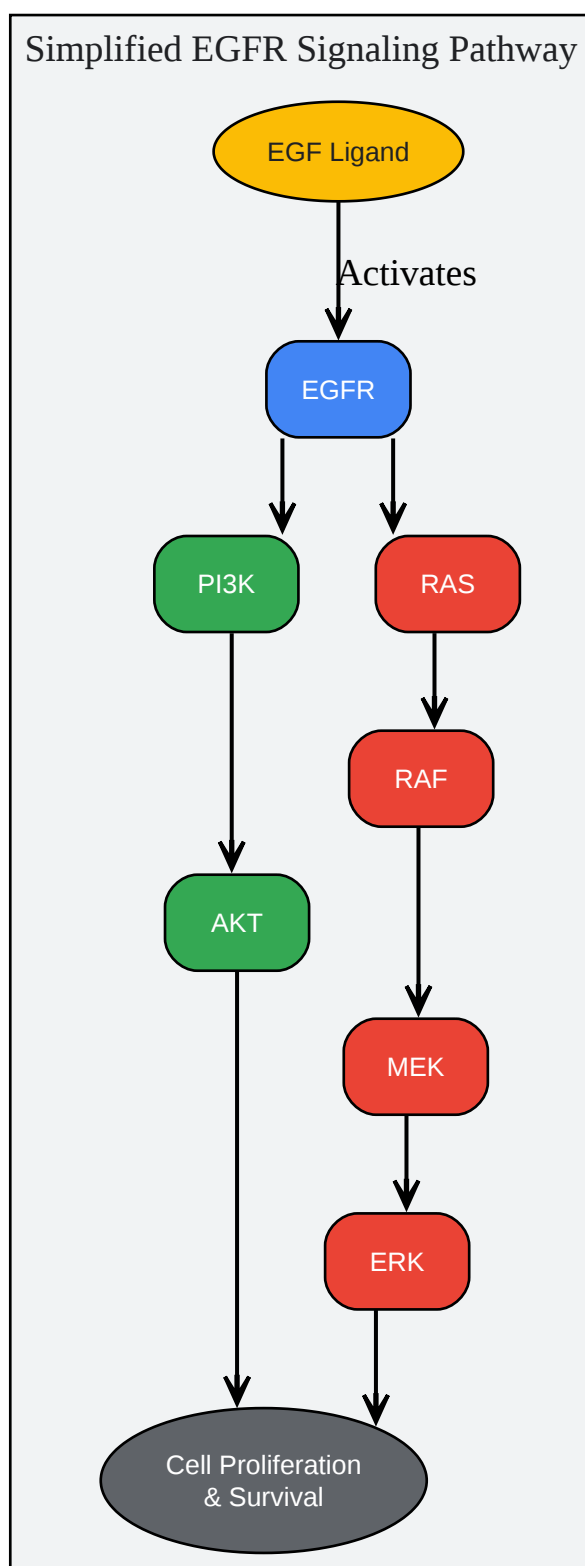 Simplified EGFR Signaling Pathway
EGF Ligand
Activates
EGFR
PI3K
RAS
RAF
AKT
MEK
ERK
Cell Proliferation
& Survival